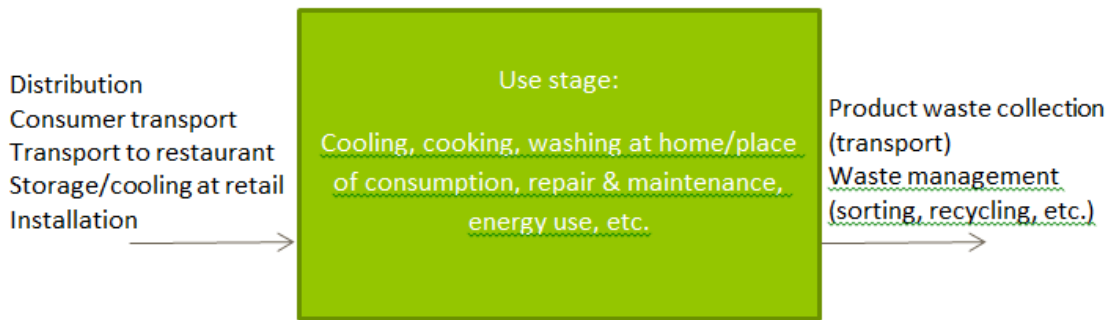 Distribution
Consumer transport
Transport to restaurant
Storage/cooling at retail
Installation
Use stage:
Cooling, cooking, washing at home/place
of consumption, repair & maintenance,
energy use, etc.
Product waste collection
(transport)
Waste management
(sorting, recycling, etc.)